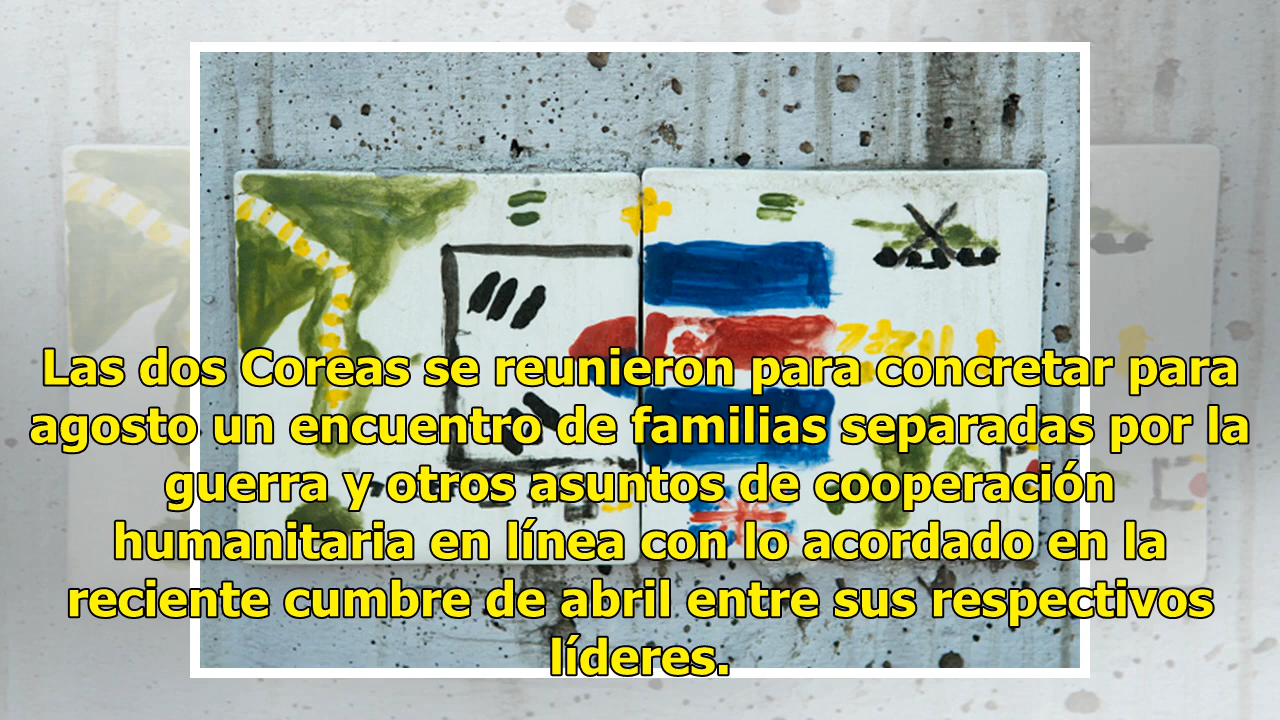 Las dos Coreas se reunieron para concretar para
agosto un encuentro de familias separadas por la
guerra y otros asuntos de cooperación
humanitaria en línea con lo acordado en la
reciente cumbre de abril entre sus respectivos
líderes.